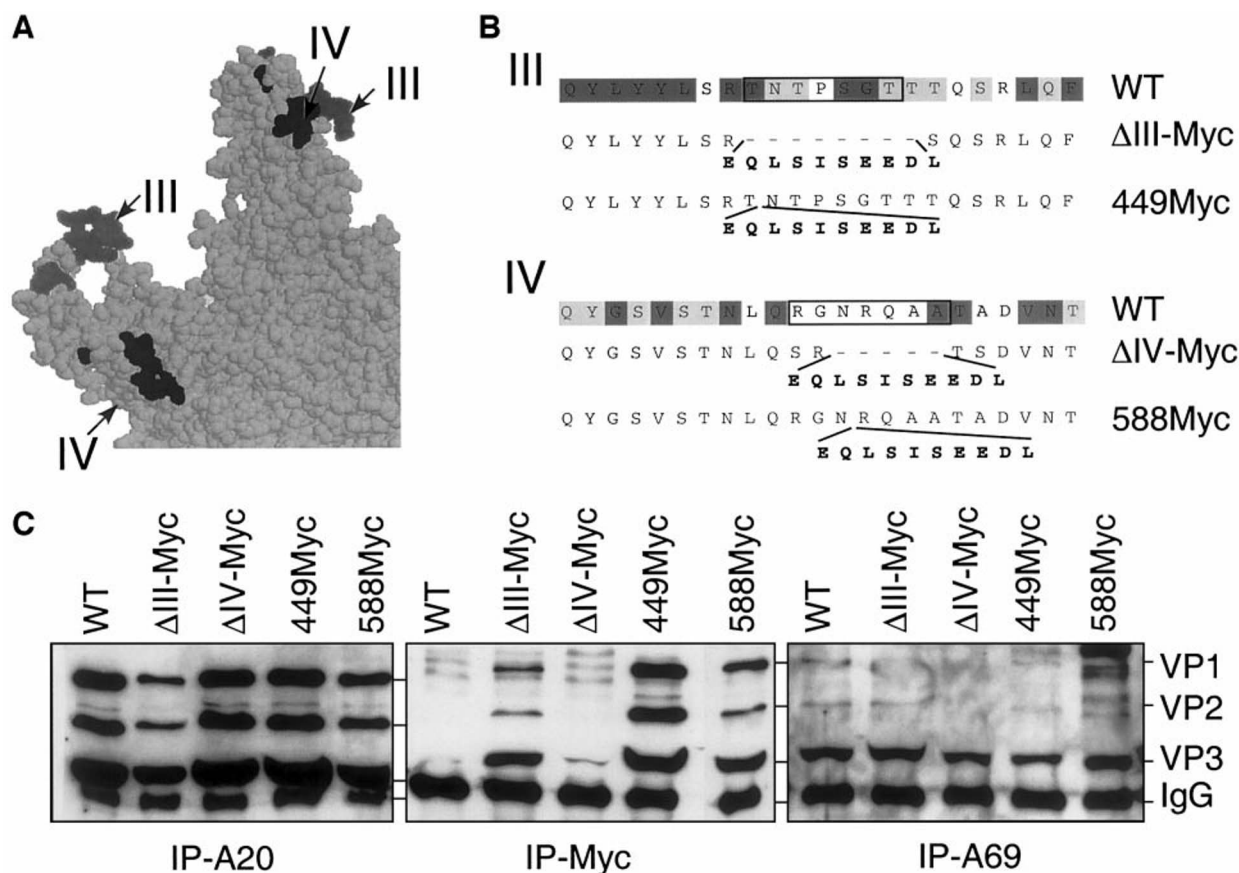 A
IV
III
III
IV
B
III
Q Y L Y Y L S R T N T P S G T T T Q S R L Q F WT
Q Y L Y Y L S R - - - - - - - - S Q S R L Q F ΔIII-Myc
E Q L S I S E E D L
Q Y L Y Y L S R T N T P S G T T T Q S R L Q F 449Myc
E Q L S I S E E D L
IV
Q Y G S V S T N L Q R G N R Q A A T A D V N T WT
Q Y G S V S T N L Q S R - - - - - T S D V N T ΔIV-Myc
E Q L S I S E E D L
Q Y G S V S T N L Q R G N R Q A A T A D V N T 588Myc
E Q L S I S E E D L
C
WT ΔIII-Myc ΔIV-Myc 449Myc 588Myc
WT ΔIII-Myc ΔIV-Myc 449Myc 588Myc
WT ΔIII-Myc ΔIV-Myc 449Myc 588Myc
VP1
VP2
VP3
IgG
IP-A20 IP-Myc IP-A69